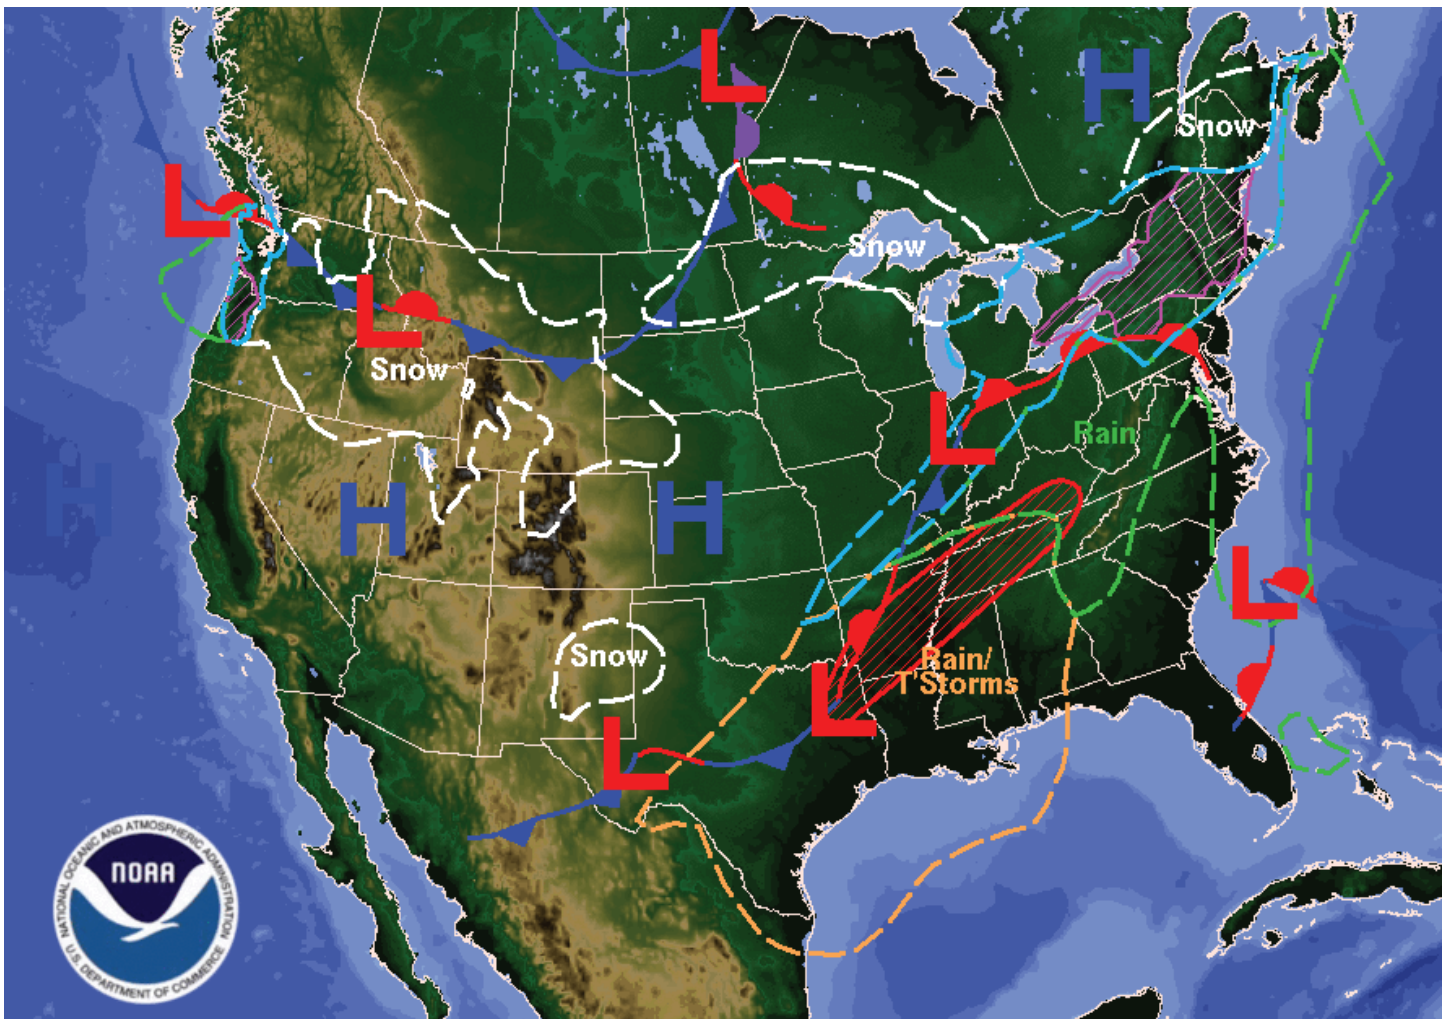 L
H
Snow
L
Snow
L
Snow
L
Rain
H
H
H
L
Snow
Rain/
T'Storms
L
L
NOAA
NATIONAL OCEANIC AND ATMOSPHERIC ADMINISTRATION
U.S. DEPARTMENT OF COMMERCE